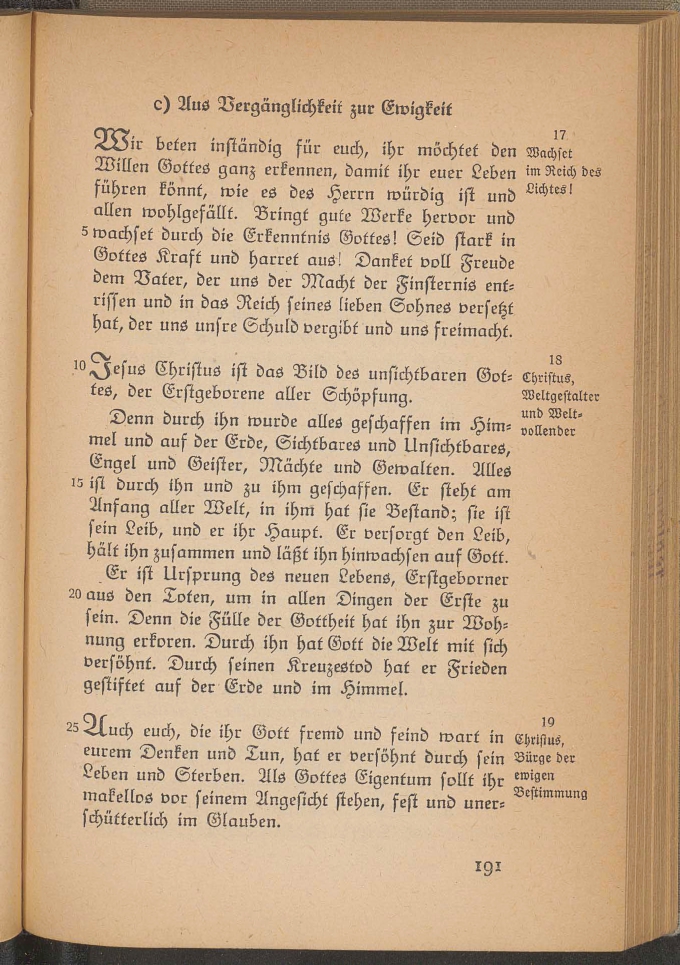 c) Aus Vergänglichkeit zur Ewigkeit
17
Wachset
im Reich des
Lichtes!
Wir beten inständig für euch, ihr möchtet den
Willen Gottes ganz erkennen, damit ihr euer Leben
führen könnt, wie es des Herrn würdig ist und
allen wohlgefällt. Bringt gute Werke hervor und
5 wachset durch die Erkenntnis Gottes! Seid stark in
Gottes Kraft und harret aus! Danket voll Freude
dem Vater, der uns der Macht der Finsternis ent-
rissen und in das Reich seines lieben Sohnes versetzt
hat, der uns unsre Schuld vergibt und uns freimacht.
18
Christus,
Weltgestalter
und Welt-
vollender
10 Jesus Christus ist das Bild des unsichtbaren Got-
tes, der Erstgeborene aller Schöpfung.
Denn durch ihn wurde alles geschaffen im Him-
mel und auf der Erde, Sichtbares und Unsichtbares,
Engel und Geister, Mächte und Gewalten. Alles
15 ist durch ihn und zu ihm geschaffen. Er steht am
Anfang aller Welt, in ihm hat sie Bestand; sie ist
sein Leib, und er ihr Haupt. Er versorgt den Leib,
hält ihn zusammen und läßt ihn hinwachsen auf Gott.
Er ist Ursprung des neuen Lebens, Erstgeborner
20 aus den Toten, um in allen Dingen der Erste zu
sein. Denn die Fülle der Gottheit hat ihn zur Woh-
nung erkoren. Durch ihn hat Gott die Welt mit sich
versöhnt. Durch seinen Kreuzestod hat er Frieden
gestiftet auf der Erde und im Himmel.
19
Christus,
Bürge der
ewigen
Bestimmung
25 Auch euch, die ihr Gott fremd und feind wart in
eurem Denken und Tun, hat er versöhnt durch sein
Leben und Sterben. Als Gottes Eigentum sollt ihr
makellos vor seinem Angesicht stehen, fest und uner-
schütterlich im Glauben.
191